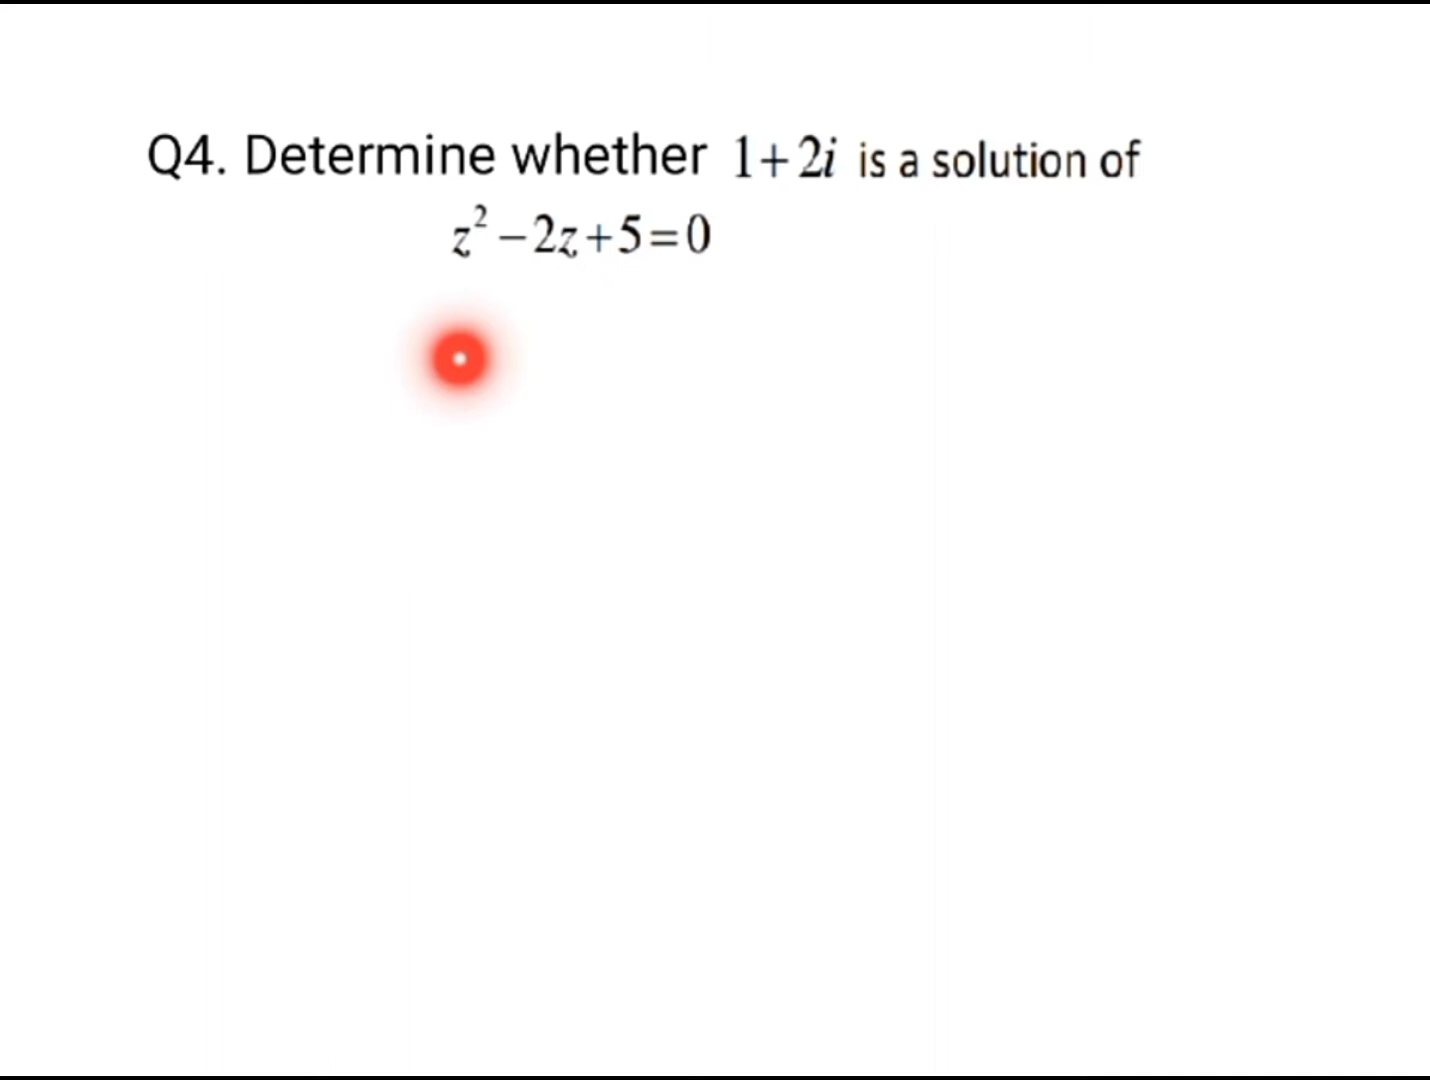 Q4. Determine whether 1+2i is a solution of
z²−2z+5=0